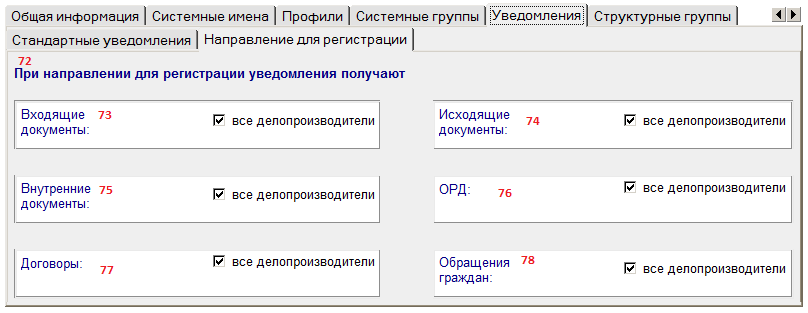 Общая информация Системные имена Профили Системные группы Уведомления Структурные группы
Стандартные уведомления Направление для регистрации
72
При направлении для регистрации уведомления получают
Входящие документы: 73 все делопроизводители
Исходящие документы: 74 все делопроизводители
Внутренние документы: 75 все делопроизводители
ОРД: 76 все делопроизводители
Договоры: 77 все делопроизводители
Обращения граждан: 78 все делопроизводители